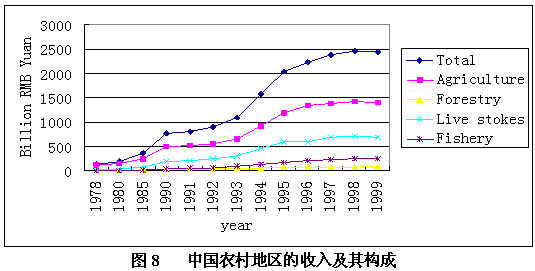 3000
2500
2000
1500
1000
500
0
Billion RMB Yuan
1978
1980
1985
1990
1991
1992
1993
1994
1995
1996
1997
1998
1999
year
Total
Agriculture
Forestry
Live stokes
Fishery
图 8 中国农村地区的收入及其构成